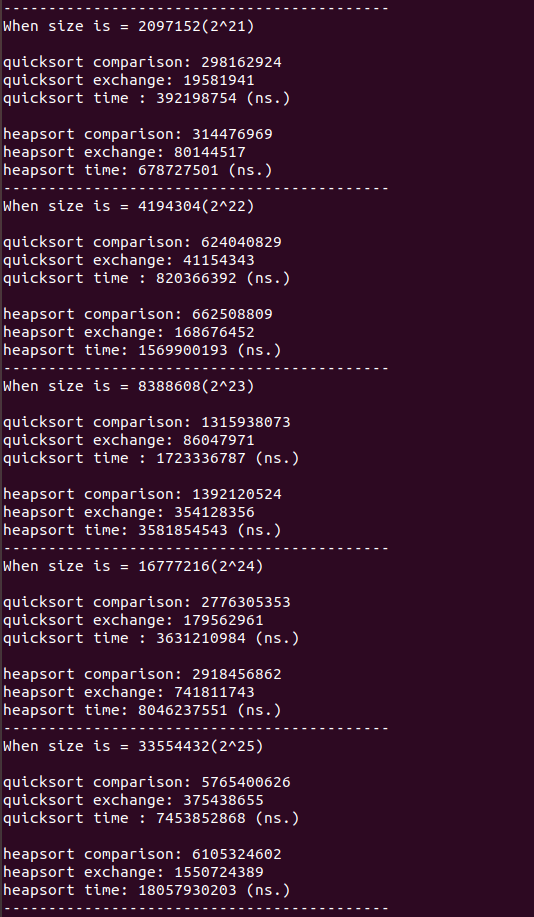 -------------------------------------------
When size is = 2097152(2^21)
quicksort comparison: 298162924
quicksort exchange: 19581941
quicksort time : 392198754 (ns.)
heapsort comparison: 314476969
heapsort exchange: 80144517
heapsort time: 678727501 (ns.)
-------------------------------------------
When size is = 4194304(2^22)
quicksort comparison: 624040829
quicksort exchange: 41154343
quicksort time : 820366392 (ns.)
heapsort comparison: 662508809
heapsort exchange: 168676452
heapsort time: 1569900193 (ns.)
-------------------------------------------
When size is = 8388608(2^23)
quicksort comparison: 1315938073
quicksort exchange: 86047971
quicksort time : 1723336787 (ns.)
heapsort comparison: 1392120524
heapsort exchange: 354128356
heapsort time: 3581854543 (ns.)
-------------------------------------------
When size is = 16777216(2^24)
quicksort comparison: 2776305353
quicksort exchange: 179562961
quicksort time : 3631210984 (ns.)
heapsort comparison: 2918456862
heapsort exchange: 741811743
heapsort time: 8046237551 (ns.)
-------------------------------------------
When size is = 33554432(2^25)
quicksort comparison: 5765400626
quicksort exchange: 375438655
quicksort time : 7453852868 (ns.)
heapsort comparison: 6105324602
heapsort exchange: 1550724389
heapsort time: 18057930203 (ns.)
-------------------------------------------